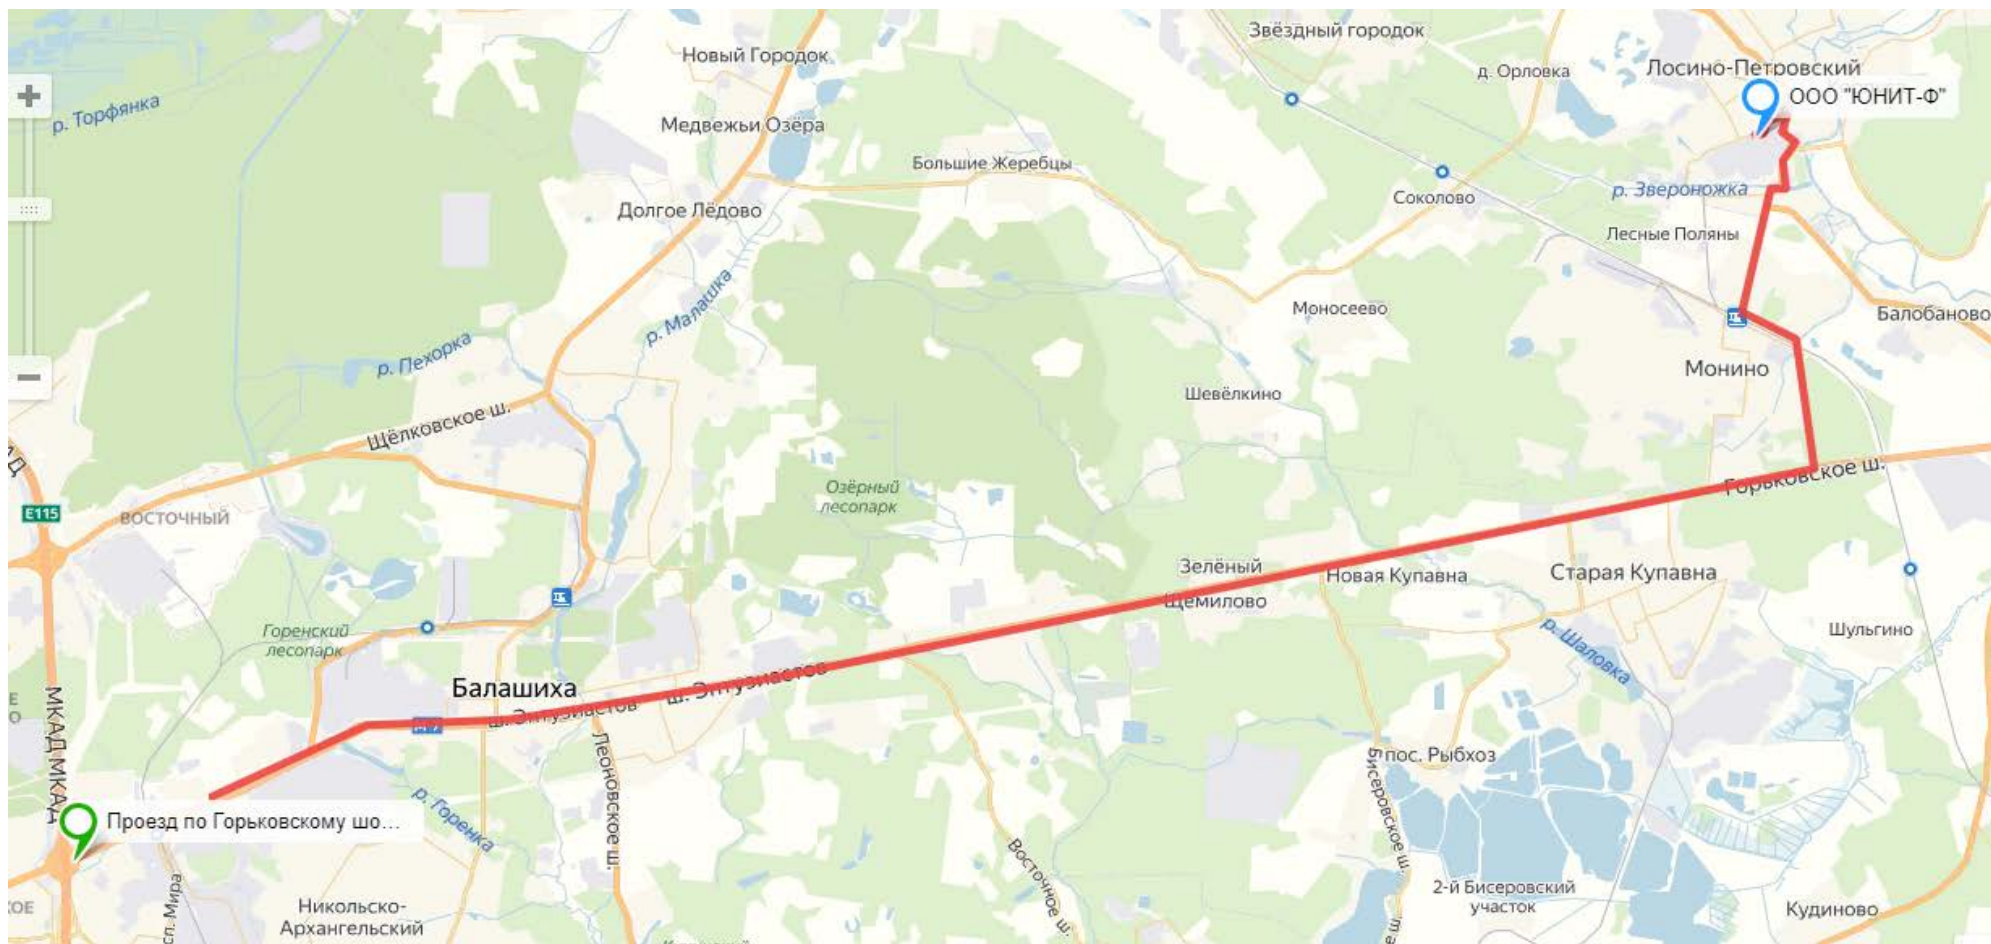 Звёздный городок
Новый Городок
д. Орловка
Лосино-Петровский
ООО "ЮНИТ-Ф"
р. Торфянка
Медвежьи Озёра
Большие Жеребцы
р. Звероножка
Соколово
Долгое Лёдово
Лесные Поляны
р. Малашка
Моносеево
Балобаново
р. Пехорка
Монино
Шевёлкино
Щёлковское ш.
Горьковское ш.
Озёрный
лесопарк
E115
ВОСТОЧНЫЙ
Зелёный
Новая Купавна
Старая Купавна
Щемилово
Горенский
лесопарк
Шульгино
р. Шаловка
Балашиха
ш. Энтузиастов
ш. Энтузиастов
М-7
МКАД МКАД
Леоновское ш.
Бисеровское ш.
пос. Рыбхоз
р. Горенка
Проезд по Горьковскому шо...
Восточное ш.
2-й Бисеровский
участок
Никольско-
Архангельский
Кудиново